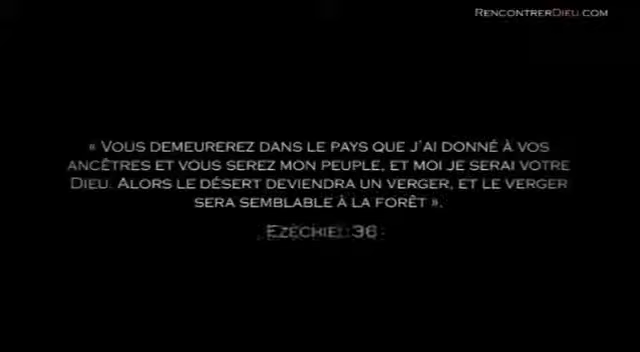 RENCONTRERDIEU.COM
« VOUS DEMEUREREZ DANS LE PAYS QUE J'AI DONNÉ À VOS
ANCÊTRES ET VOUS SEREZ MON PEUPLE, ET MOI JE SERAI VOTRE
DIEU. ALORS LE DÉSERT DEVIENDRA UN VERGER, ET LE VERGER
SERA SEMBLABLE À LA FORÊT ».
EZÉCHIEL 36